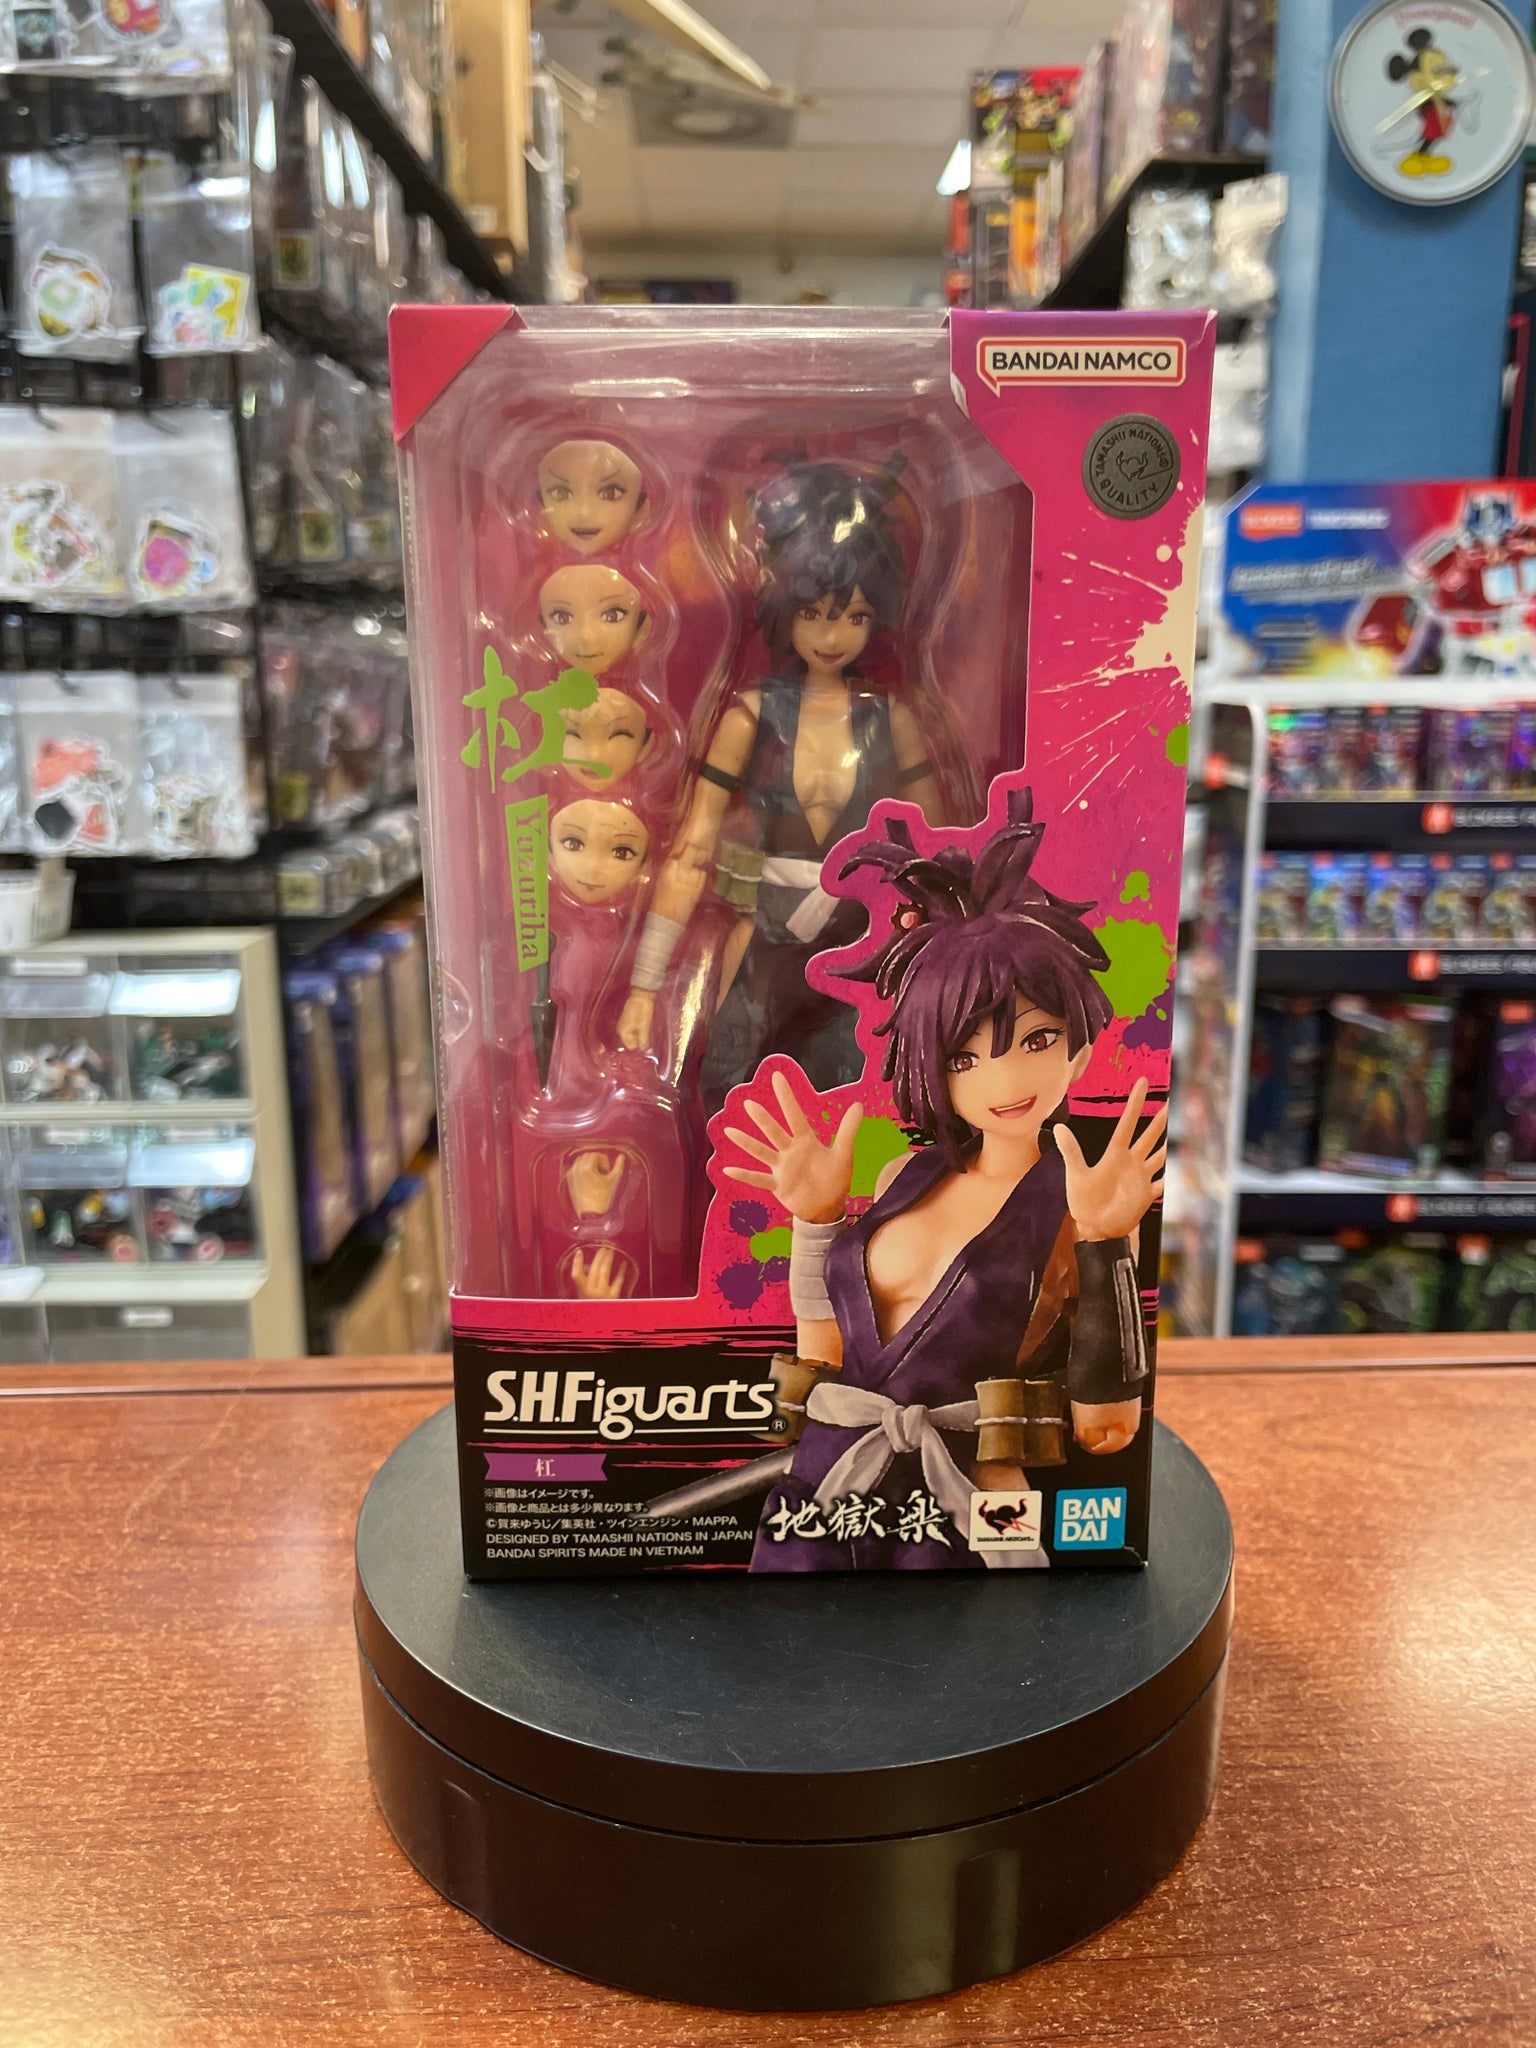 BANDAI NAMCO
TAMASHII NATIONS®
QUALITY
杠
Yuzuriha
S.H.Figuarts®
杠
※画像はイメージです。
※画像と商品とは多少異なります。
©賀来ゆうじ／集英社・ツインエンジン・MAPPA
DESIGNED BY TAMASHII NATIONS IN JAPAN
BANDAI SPIRITS MADE IN VIETNAM
地獄楽
TAMASHII NATIONS
BAN
DAI